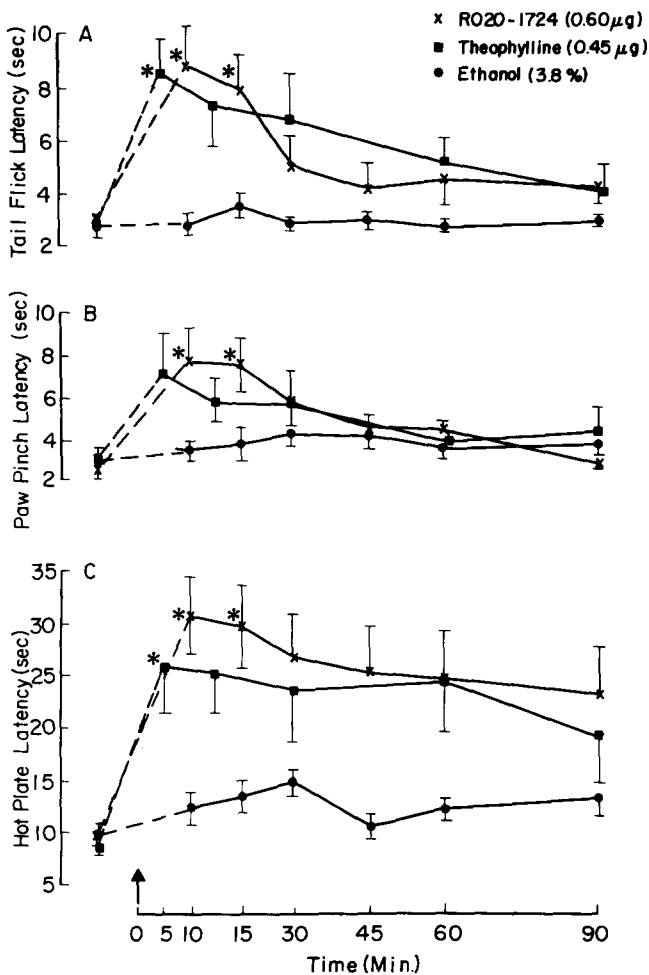 x RO20-1724 (0.60μg)
■ Theophylline (0.45μg)
● Ethanol (3.8%)
A
Tail Flick Latency (sec)
10
8
6
4
2
* * *
B
Paw Pinch Latency (sec)
10
8
6
4
2
* *
C
Hot Plate Latency (sec)
35
30
25
20
15
10
5
* * *
0 5 10 15 30 45 60 90
Time (Min.)